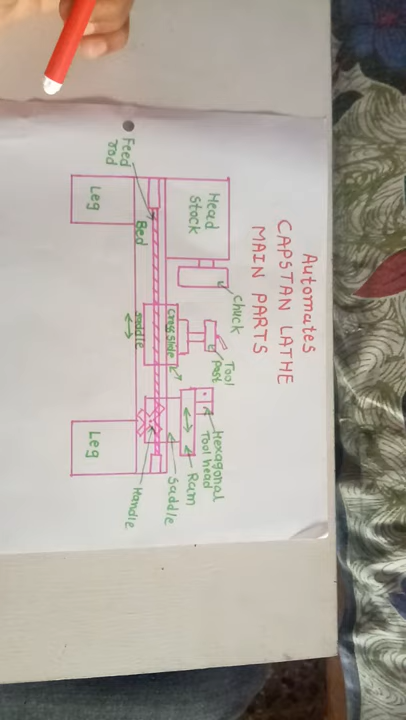 Automates
CAPSTAN LATHE
MAIN PARTS
Head
Stock
chuck
Tool
Post
Hexagonal
Tool head
Ram
Saddle
Handle
cross slide
saddle
Bed
Feed
rod
Leg
Leg